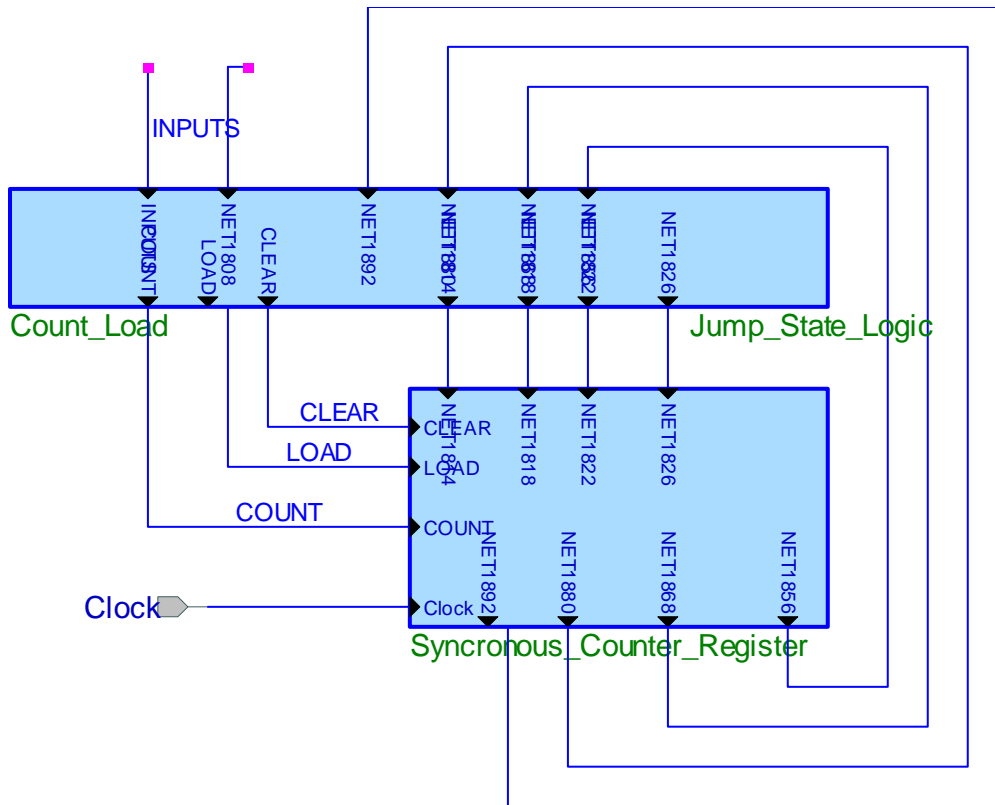 INPUTS
NET1808
LOAD
CLEAR
NET1892
NET1826
Count_Load
Jump_State_Logic
CLEAR
LOAD
COUNT
CLEAR
LOAD
COUNT
Clock
Clock
NET1818
NET1822
NET1826
NET1892
NET1880
NET1868
NET1856
Syncronous_Counter_Register